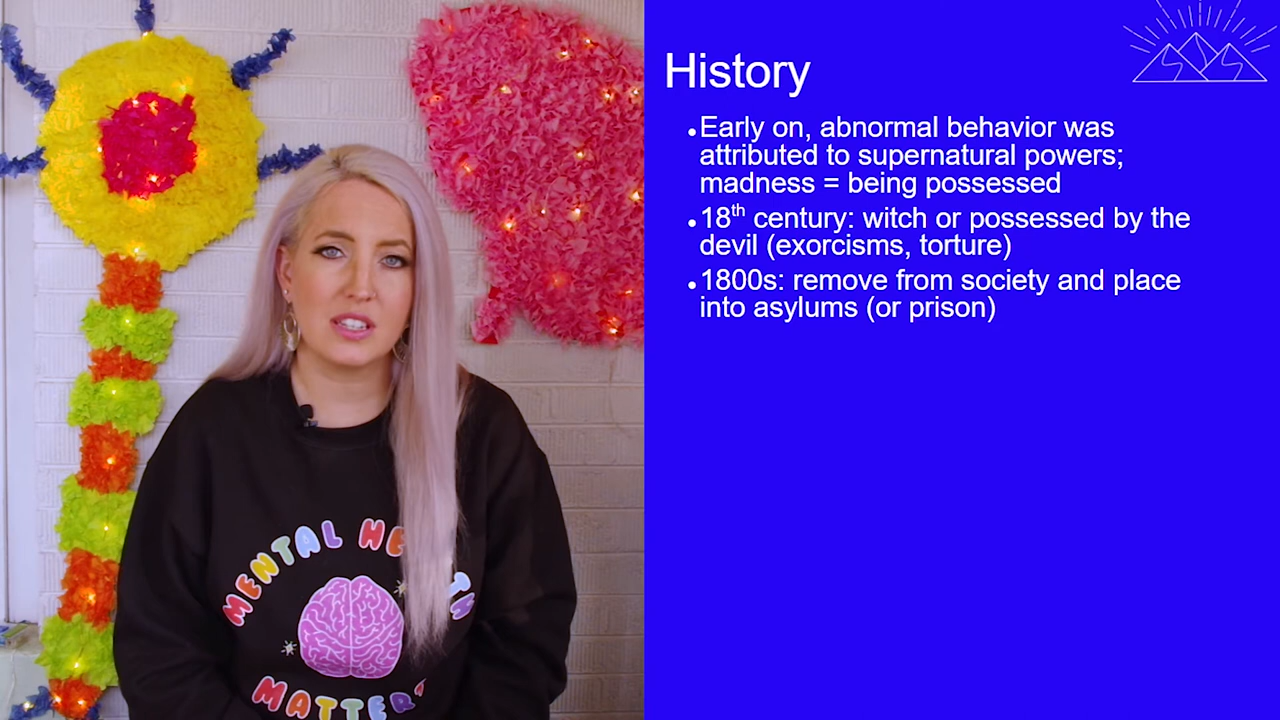 History
•Early on, abnormal behavior was
attributed to supernatural powers;
madness = being possessed
•18th century: witch or possessed by the
devil (exorcisms, torture)
•1800s: remove from society and place
into asylums (or prison)
MENTAL HE TH
MATTER